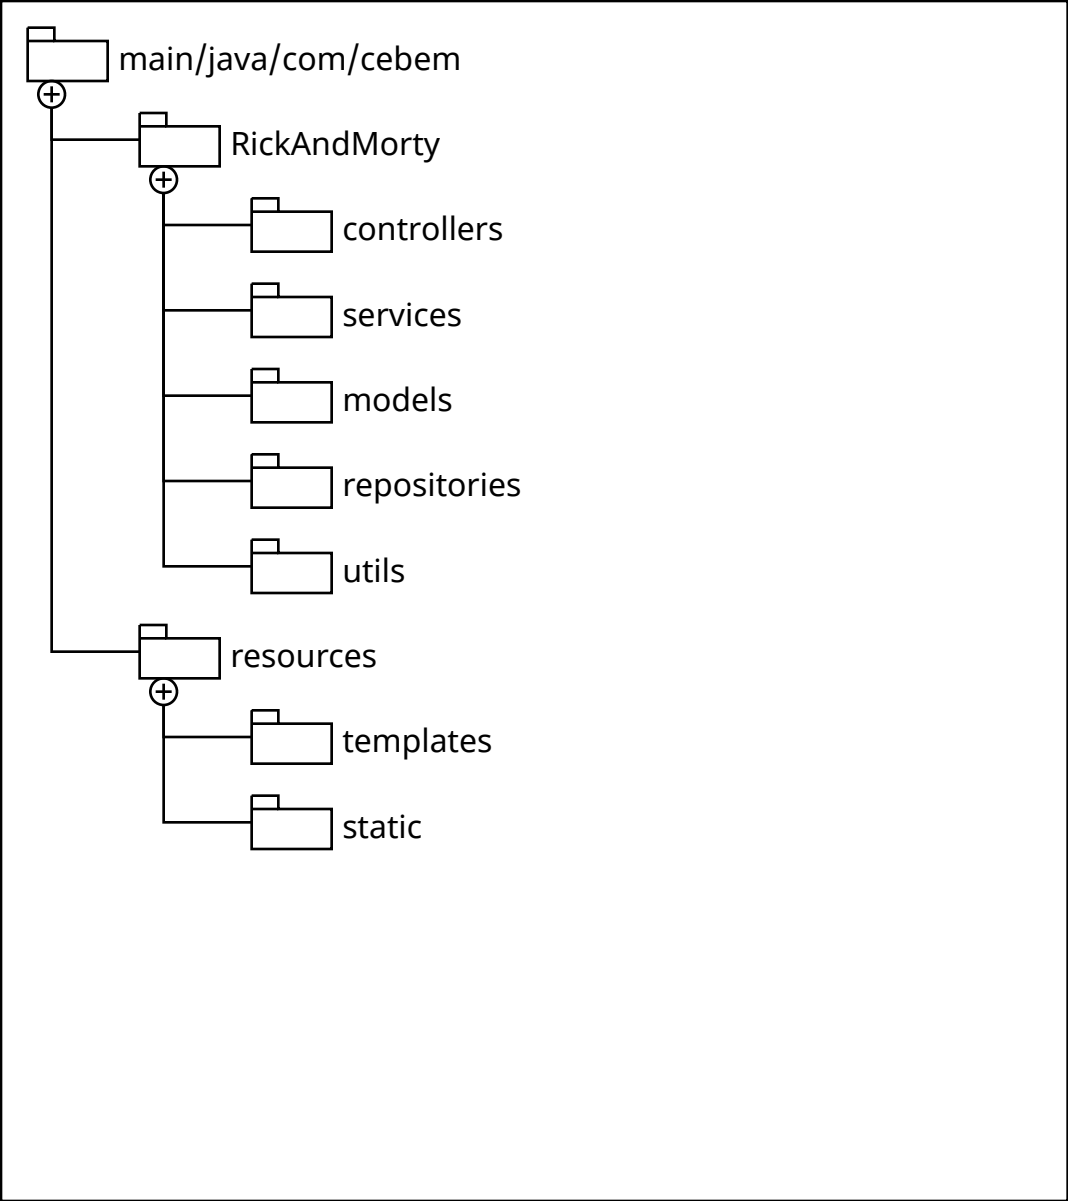 main/java/com/cebem
RickAndMorty
controllers
services
models
repositories
utils
resources
templates
static